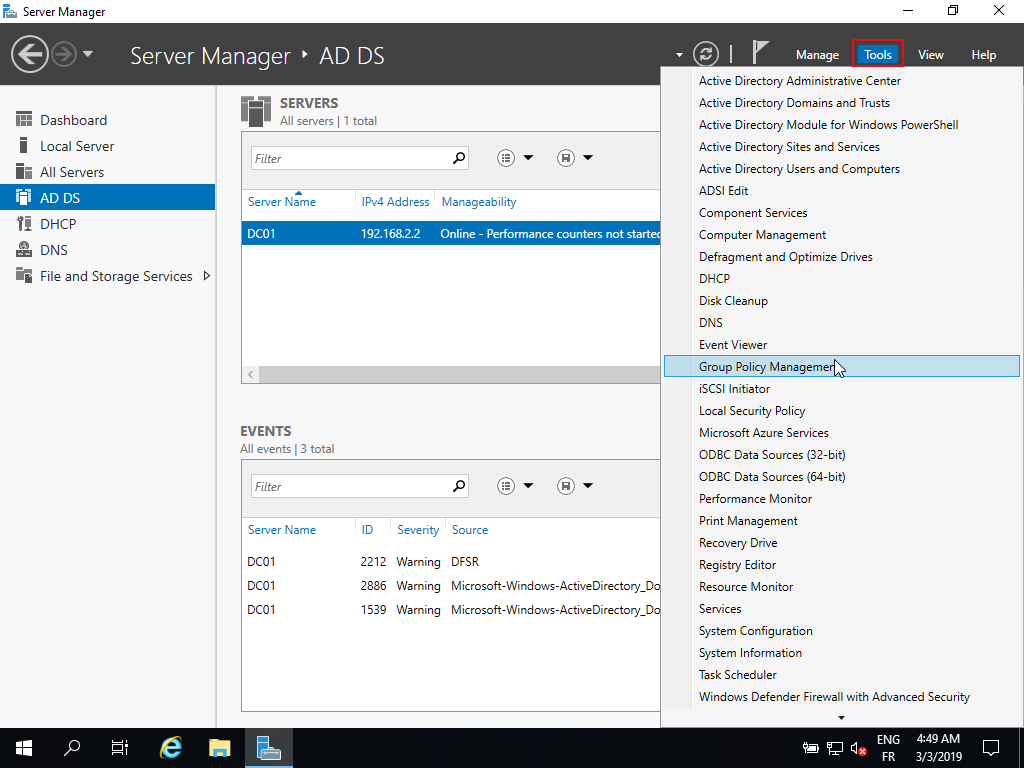 Server Manager
Server Manager ‣ AD DS
Manage Tools View Help
Dashboard
Local Server
All Servers
AD DS
DHCP
DNS
File and Storage Services
SERVERS
All servers | 1 total
Filter
Server Name IPv4 Address Manageability
DC01 192.168.2.2 Online - Performance counters not started
EVENTS
All events | 3 total
Filter
Server Name ID Severity Source
DC01 2212 Warning DFSR
DC01 2886 Warning Microsoft-Windows-ActiveDirectory_Do
DC01 1539 Warning Microsoft-Windows-ActiveDirectory_Do
Active Directory Administrative Center
Active Directory Domains and Trusts
Active Directory Module for Windows PowerShell
Active Directory Sites and Services
Active Directory Users and Computers
ADSI Edit
Component Services
Computer Management
Defragment and Optimize Drives
DHCP
Disk Cleanup
DNS
Event Viewer
Group Policy Management
iSCSI Initiator
Local Security Policy
Microsoft Azure Services
ODBC Data Sources (32-bit)
ODBC Data Sources (64-bit)
Performance Monitor
Print Management
Recovery Drive
Registry Editor
Resource Monitor
Services
System Configuration
System Information
Task Scheduler
Windows Defender Firewall with Advanced Security
ENG
FR
4:49 AM
3/3/2019